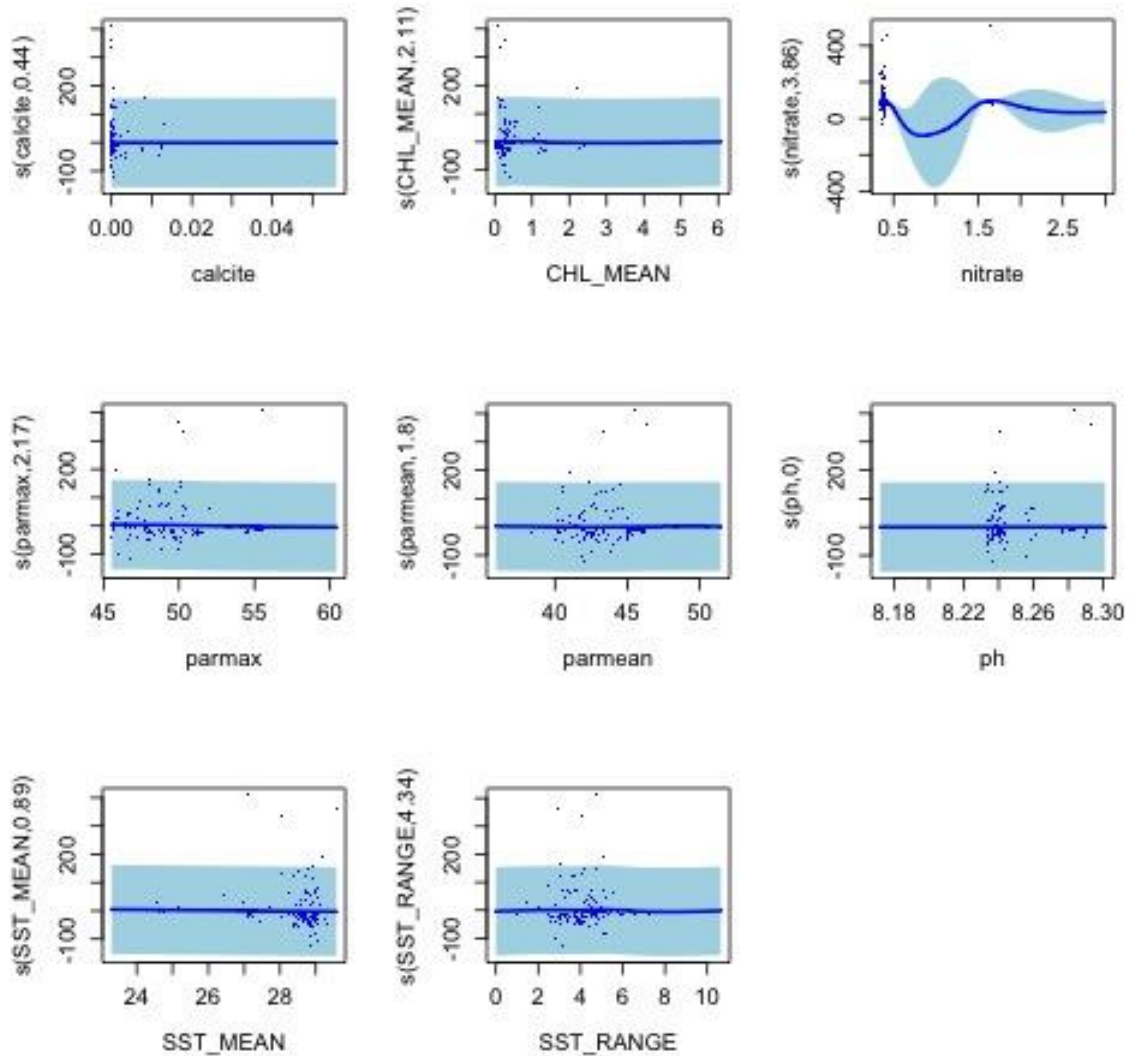 s(calcite,0.44)
200
-100
0.00 0.02 0.04
calcite
s(CHL_MEAN,2.11)
200
-100
0 1 2 3 4 5 6
CHL_MEAN
s(nitrate,3.86)
400
0
-400
0.5 1.5 2.5
nitrate
s(parmax,2.17)
200
-100
45 50 55 60
parmax
s(parmean,1.8)
200
-100
40 45 50
parmean
s(ph,0)
200
-100
8.18 8.22 8.26 8.30
ph
s(SST_MEAN,0.89)
200
-100
24 26 28
SST_MEAN
s(SST_RANGE,4.34)
200
-100
0 2 4 6 8 10
SST_RANGE